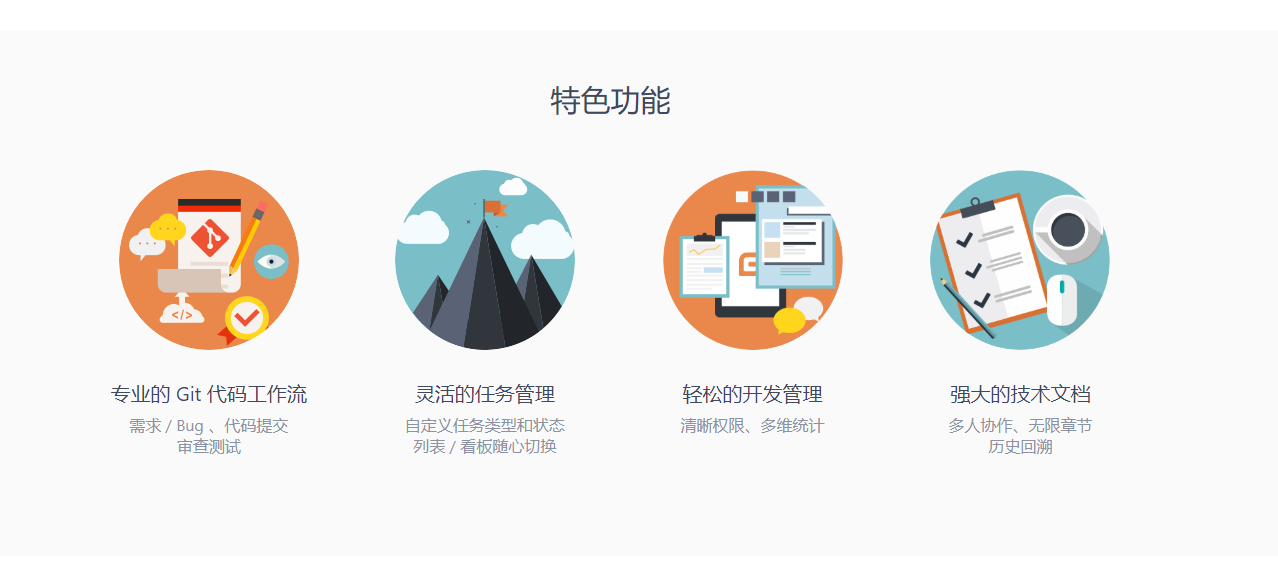 特色功能
专业的 Git 代码工作流
需求 / Bug 、代码提交
审查测试
灵活的任务管理
自定义任务类型和状态
列表 / 看板随心切换
轻松的开发管理
清晰权限、多维统计
强大的技术文档
多人协作、无限章节
历史回溯